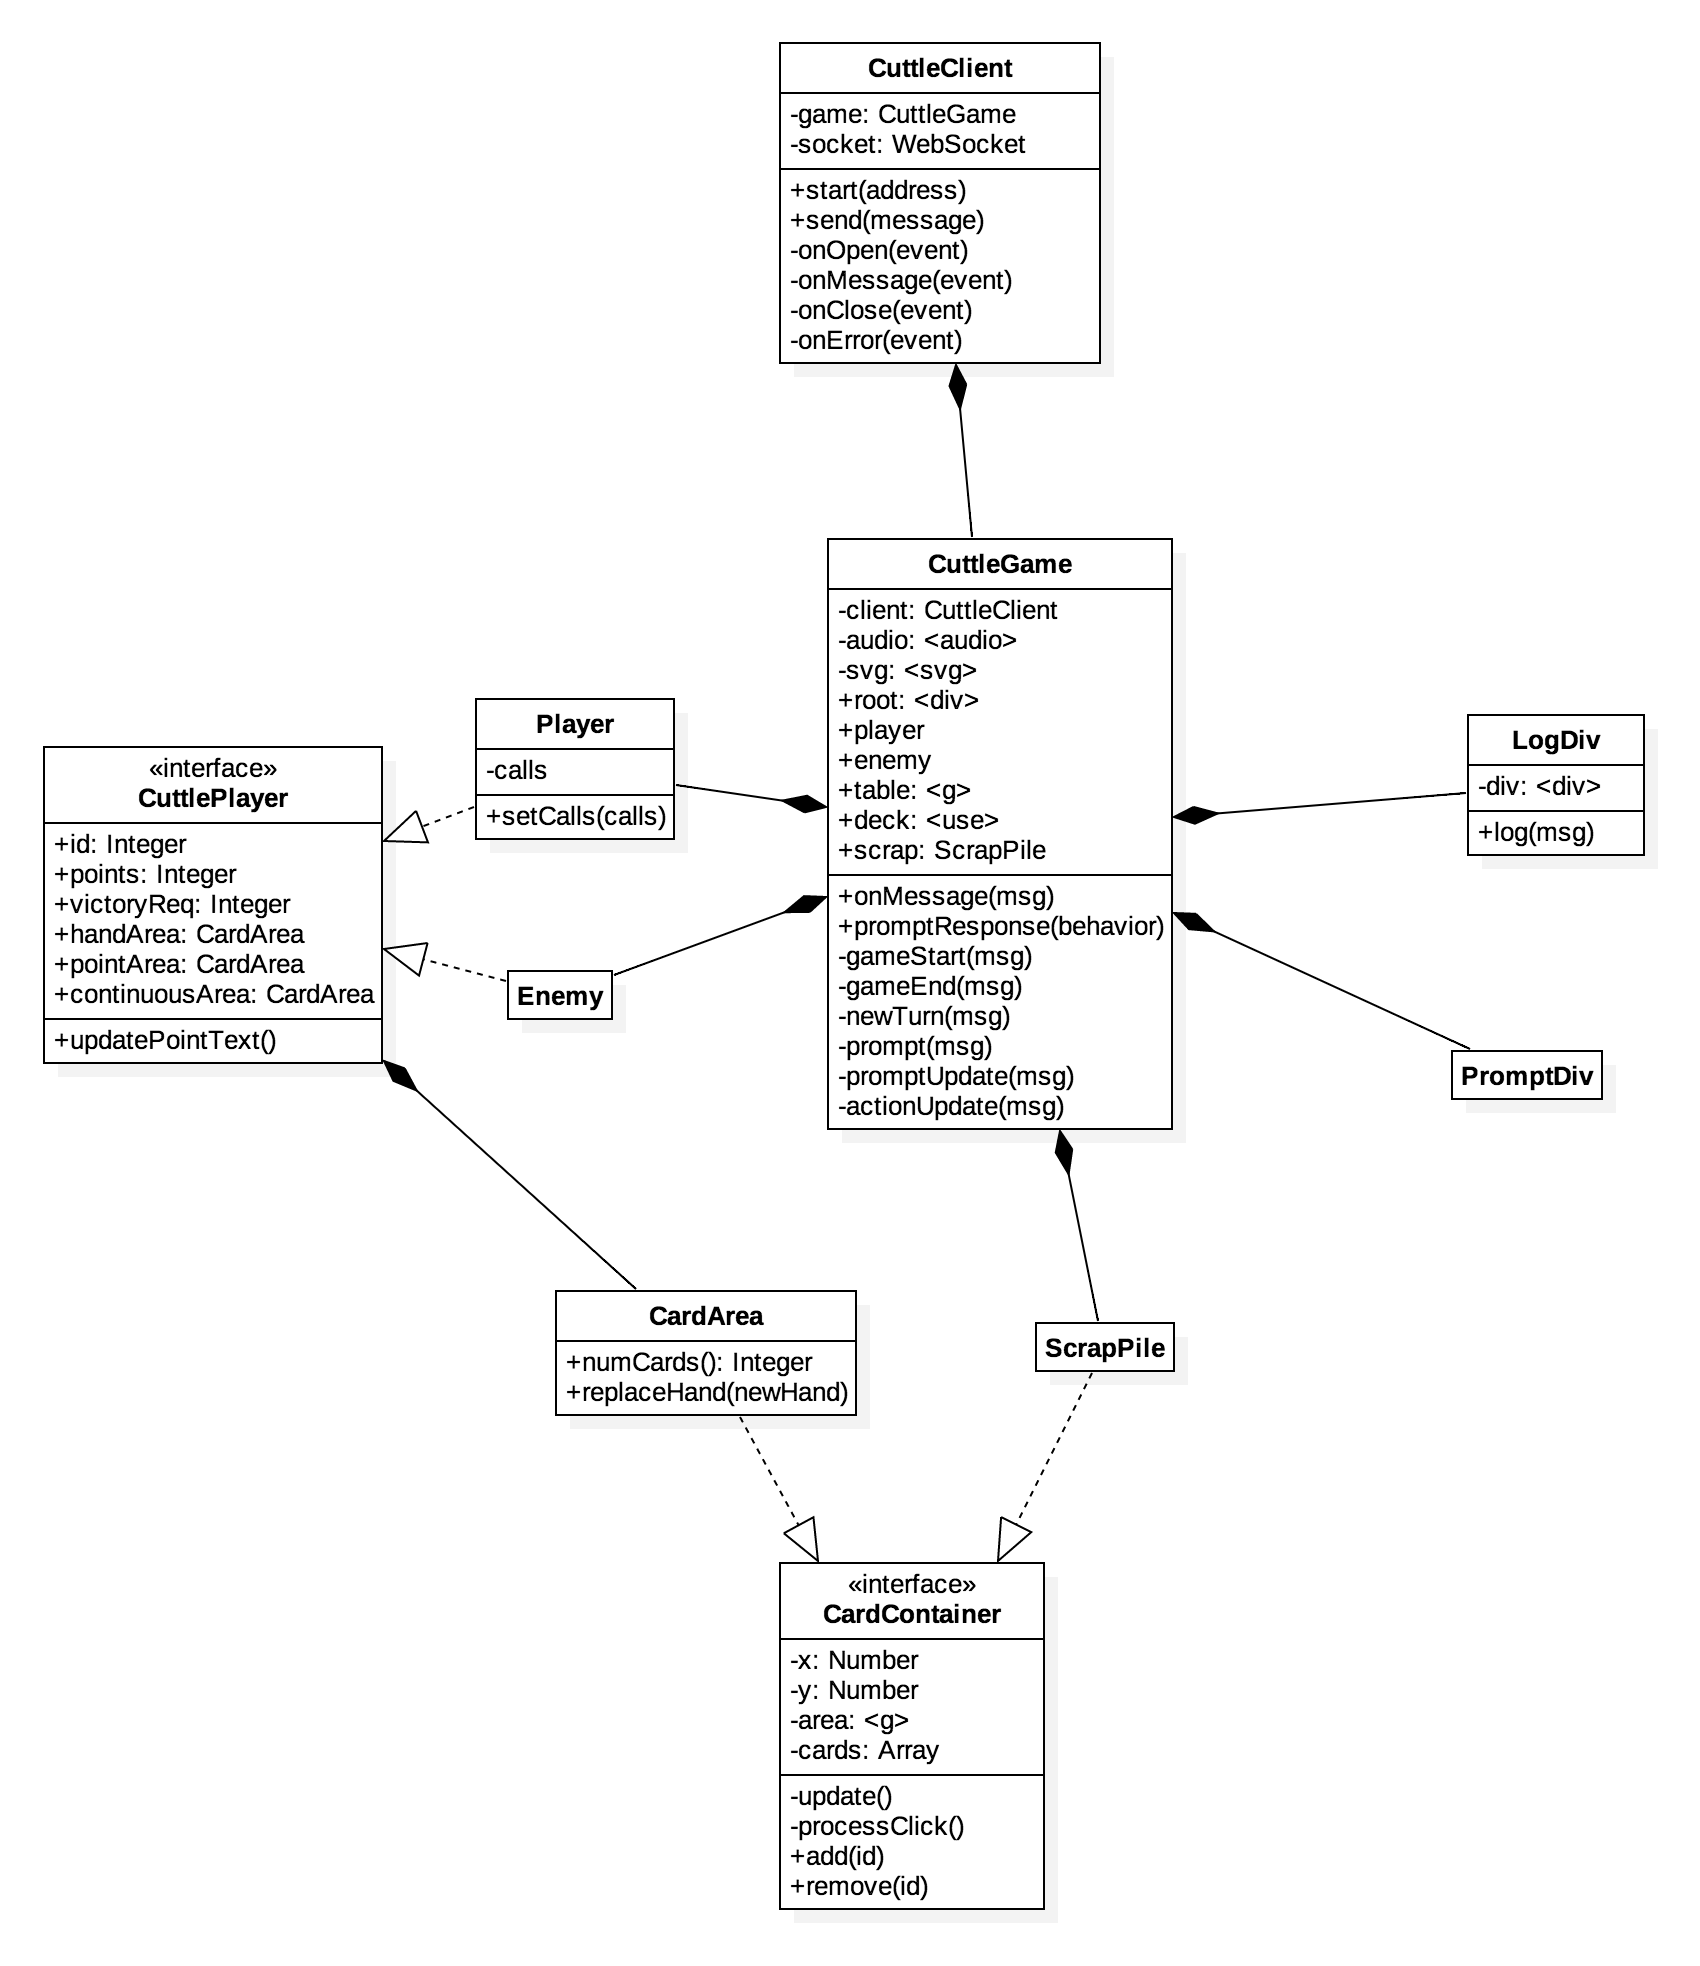 CuttleClient
-game: CuttleGame
-socket: WebSocket
+start(address)
+send(message)
-onOpen(event)
-onMessage(event)
-onClose(event)
-onError(event)
CuttleGame
-client: CuttleClient
-audio: <audio>
-svg: <svg>
+root: <div>
+player
+enemy
+table: <g>
+deck: <use>
+scrap: ScrapPile
+onMessage(msg)
+promptResponse(behavior)
-gameStart(msg)
-gameEnd(msg)
-newTurn(msg)
-prompt(msg)
-promptUpdate(msg)
-actionUpdate(msg)
Player
-calls
+setCalls(calls)
«interface»
CuttlePlayer
+id: Integer
+points: Integer
+victoryReq: Integer
+handArea: CardArea
+pointArea: CardArea
+continuousArea: CardArea
+updatePointText()
Enemy
LogDiv
-div: <div>
+log(msg)
PromptDiv
CardArea
+numCards(): Integer
+replaceHand(newHand)
ScrapPile
«interface»
CardContainer
-x: Number
-y: Number
-area: <g>
-cards: Array
-update()
-processClick()
+add(id)
+remove(id)